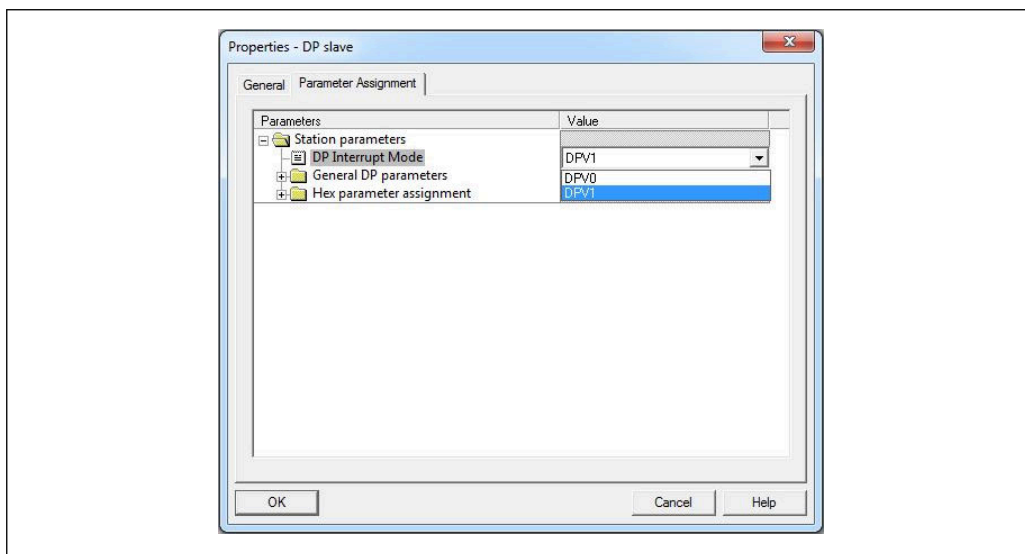 Properties - DP slave
General Parameter Assignment
Parameters Value
Station parameters
DP Interrupt Mode DPV1
General DP parameters DPV0
Hex parameter assignment DPV1
OK Cancel Help